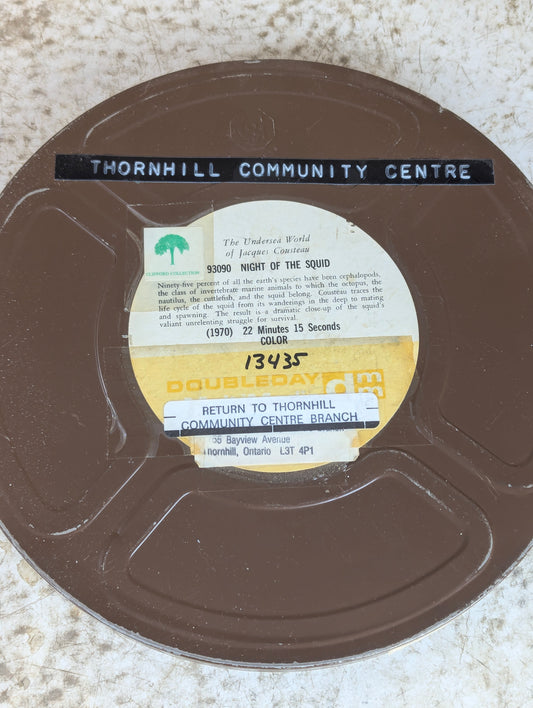 THORNHILL COMMUNITY CENTRE
The Undersea World
of Jacques Cousteau
CLIFFORD COLLECTION
93090 NIGHT OF THE SQUID
Ninety-five percent of all the earth's species have been cephalopods,
the class of invertebrate marine animals to which the octopus, the
nautilus, the cuttlefish, and the squid belong. Cousteau traces the
life cycle of the squid from its wanderings in the deep to mating
and spawning. The result is a dramatic close-up of the squid's
valiant unrelenting struggle for survival.
(1970) 22 Minutes 15 Seconds
COLOR
13435
DOUBLEDAY
RETURN TO THORNHILL
COMMUNITY CENTRE BRANCH
Bayview Avenue
hornhill, Ontario L3T 4P1